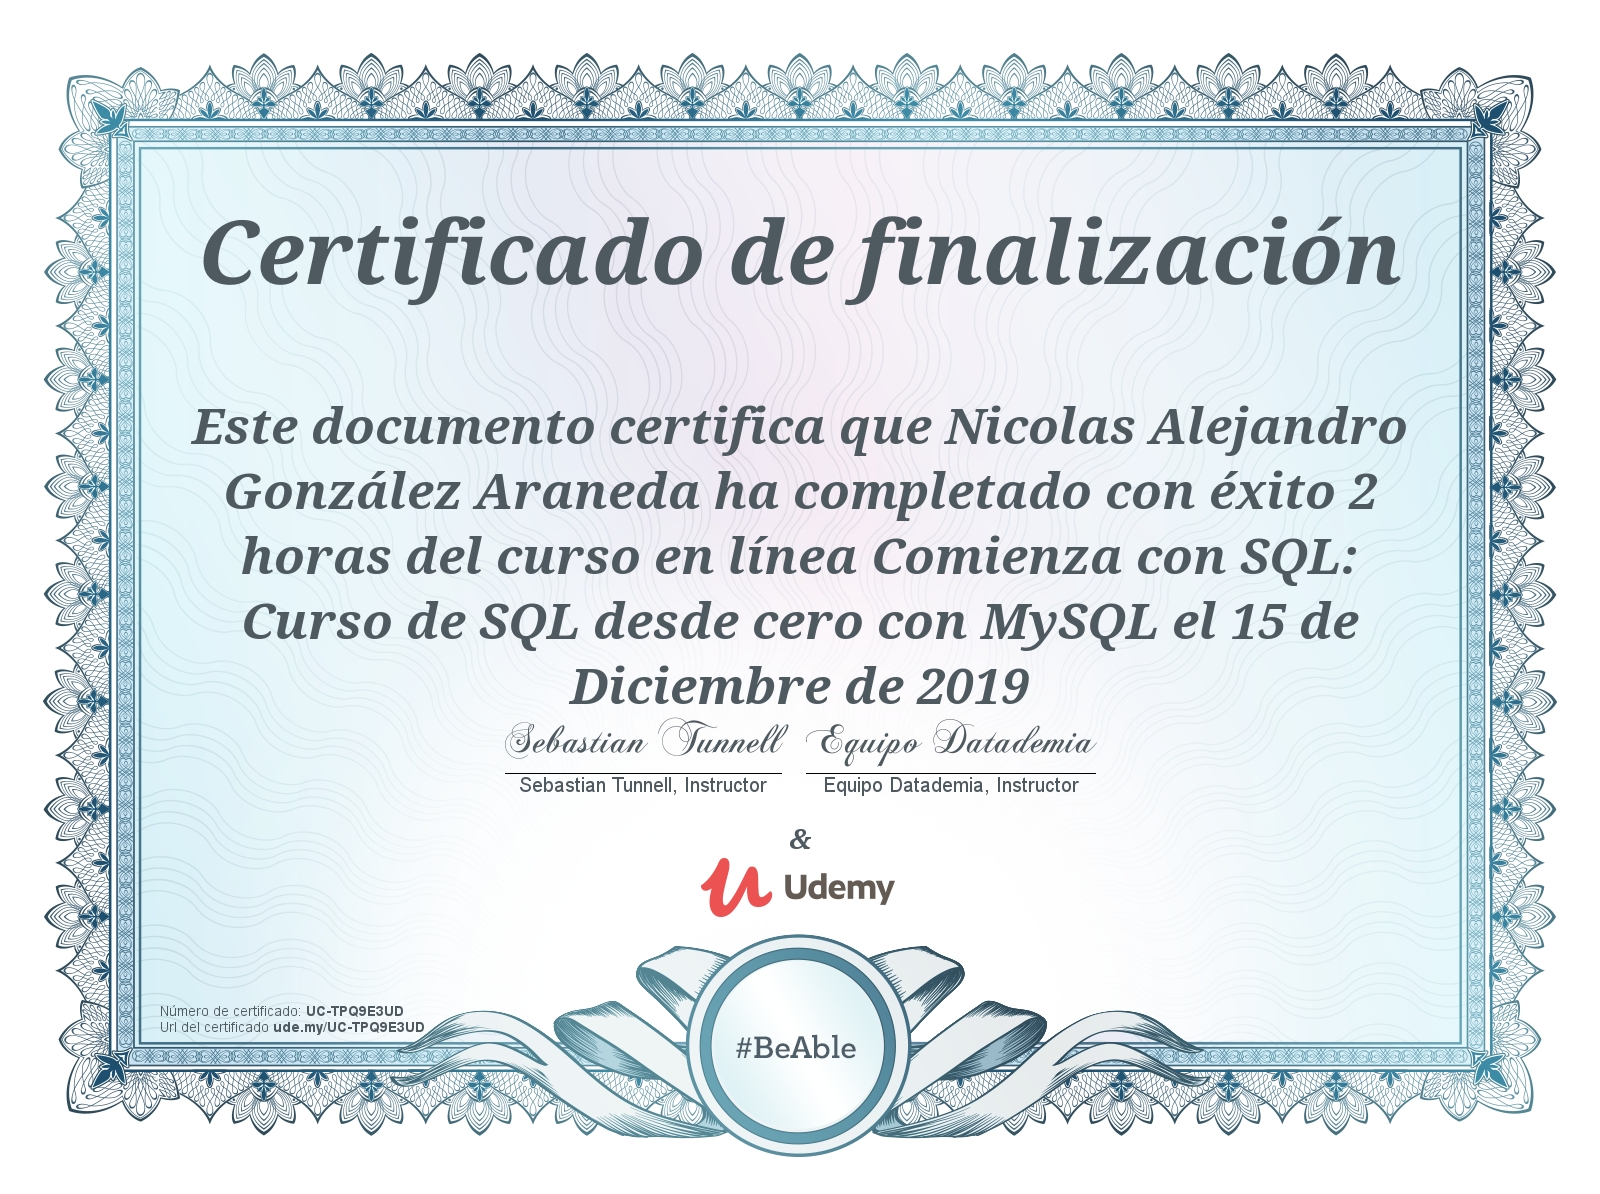 Certificado de finalización
Este documento certifica que Nicolas Alejandro
González Araneda ha completado con éxito 2
horas del curso en línea Comienza con SQL:
Curso de SQL desde cero con MySQL el 15 de
Diciembre de 2019
Sebastian Tunnell Equipo Datademia
Sebastian Tunnell, Instructor Equipo Datademia, Instructor
&
Udemy
Número de certificado: UC-TPQ9E3UD
Url del certificado ude.my/UC-TPQ9E3UD
#BeAble